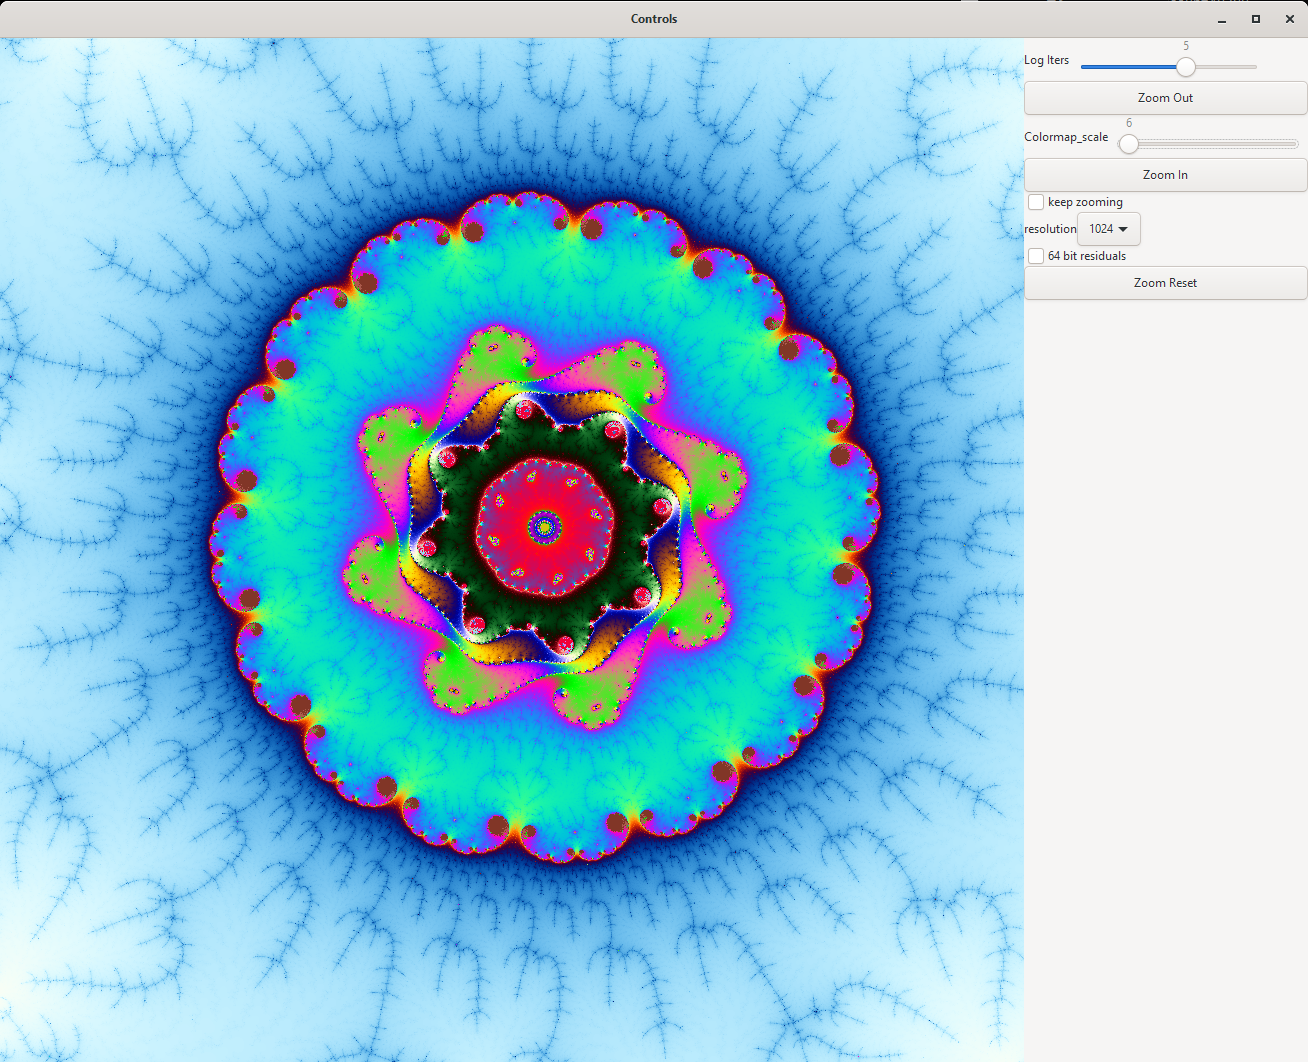 Controls
5
Log Iters
Zoom Out
6
Colormap_scale
Zoom In
keep zooming
resolution 1024
64 bit residuals
Zoom Reset